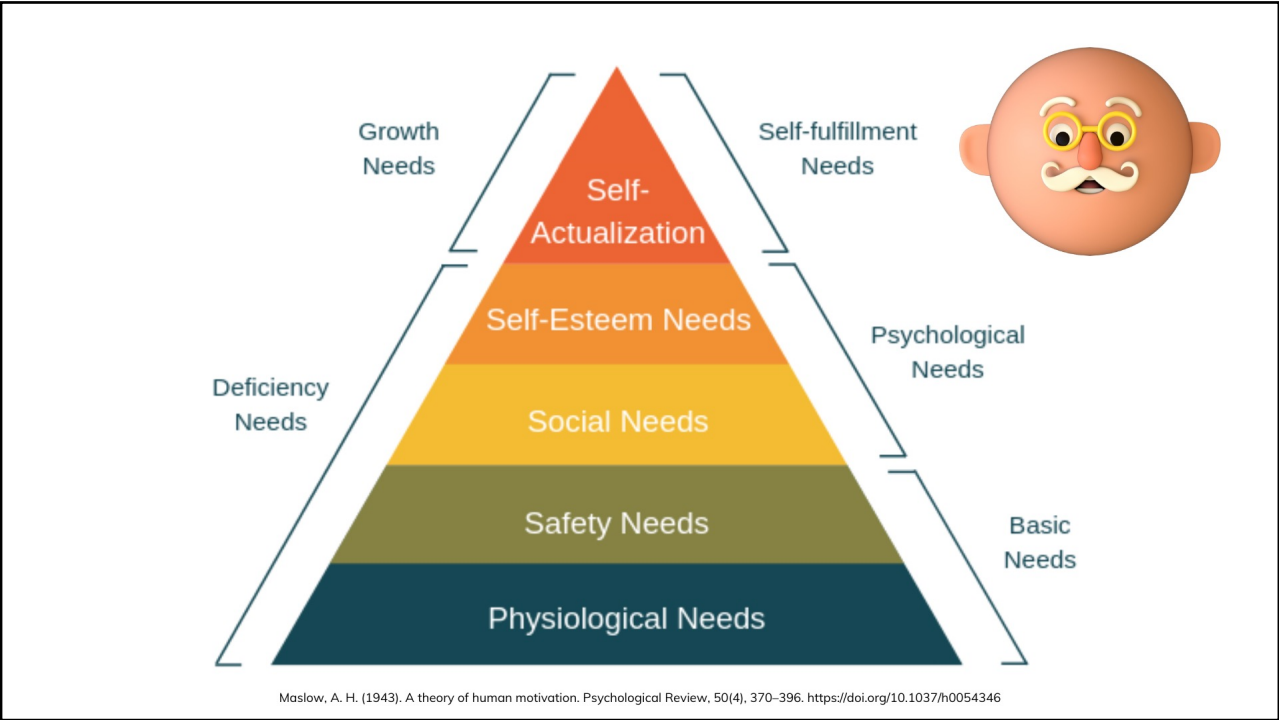 Growth
Needs
Self-fulfillment
Needs
Self-
Actualization
Self-Esteem Needs
Psychological
Needs
Deficiency
Needs
Social Needs
Safety Needs
Basic
Needs
Physiological Needs
Maslow, A. H. (1943). A theory of human motivation. Psychological Review, 50(4), 370–396. https://doi.org/10.1037/h0054346